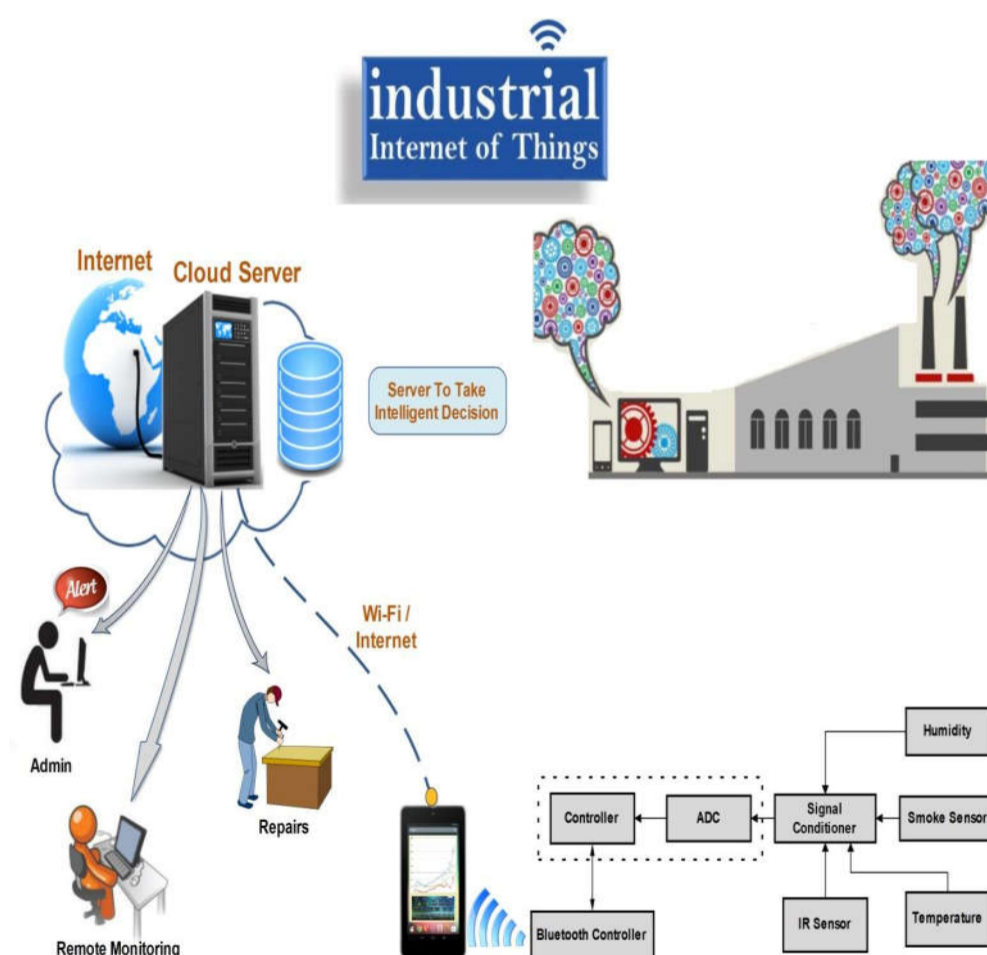 industrial
Internet of Things
Internet
Cloud Server
Server To Take
Intelligent Decision
Alert
Wi-Fi /
Internet
Admin
Repairs
Remote Monitoring
Humidity
Controller
ADC
Signal
Conditioner
Smoke Sensor
Bluetooth Controller
IR Sensor
Temperature